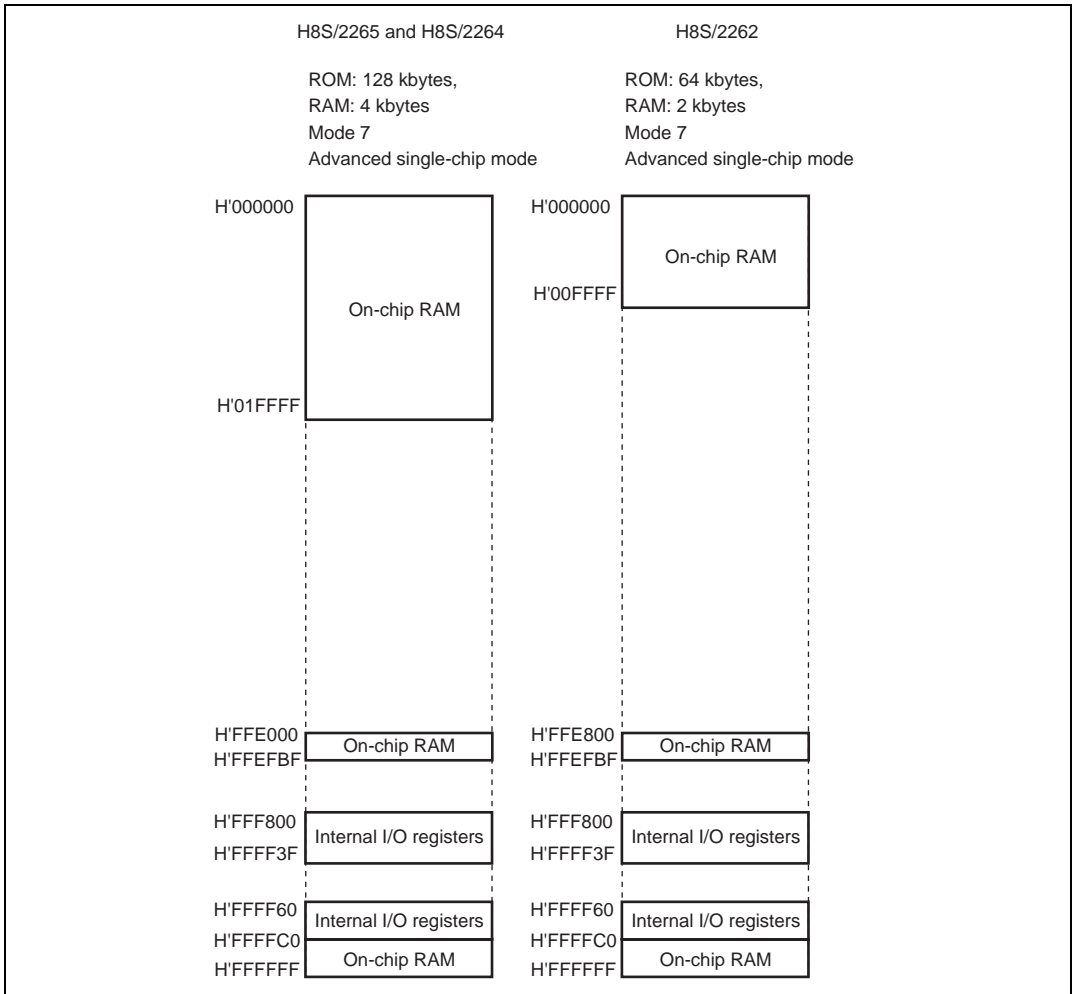 H8S/2265 and H8S/2264
ROM: 128 kbytes,
RAM: 4 kbytes
Mode 7
Advanced single-chip mode
H'000000
On-chip RAM
H'01FFFF
H'FFE000
On-chip RAM
H'FFEFBF
H'FFF800
Internal I/O registers
H'FFFF3F
H'FFFF60
Internal I/O registers
H'FFFFC0
On-chip RAM
H'FFFFFF
H8S/2262
ROM: 64 kbytes,
RAM: 2 kbytes
Mode 7
Advanced single-chip mode
H'000000
On-chip RAM
H'00FFFF
H'FFE800
On-chip RAM
H'FFEFBF
H'FFF800
Internal I/O registers
H'FFFF3F
H'FFFF60
Internal I/O registers
H'FFFFC0
On-chip RAM
H'FFFFFF